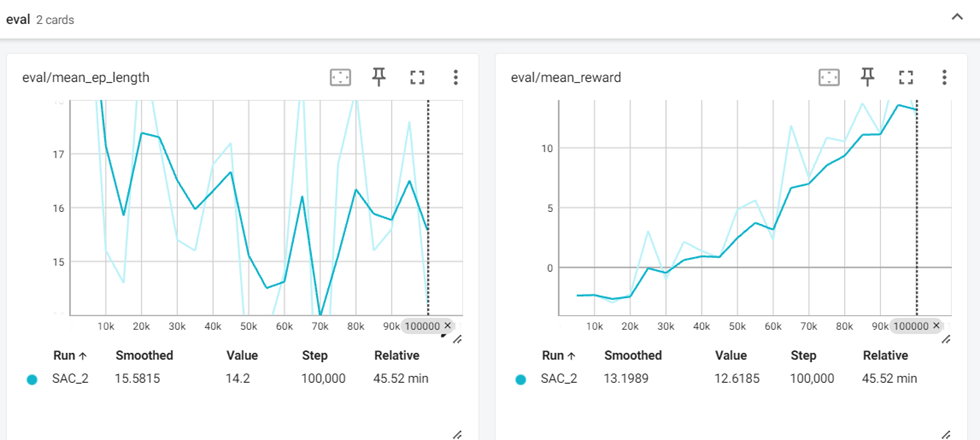 eval 2 cards
eval/mean_ep_length
17
16
15
10k 20k 30k 40k 50k 60k 70k 80k 90k 100000 ×
Run ↑ Smoothed Value Step Relative
SAC_2 15.5815 14.2 100,000 45.52 min
eval/mean_reward
10
5
0
10k 20k 30k 40k 50k 60k 70k 80k 90k 100000 ×
Run ↑ Smoothed Value Step Relative
SAC_2 13.1989 12.6185 100,000 45.52 min